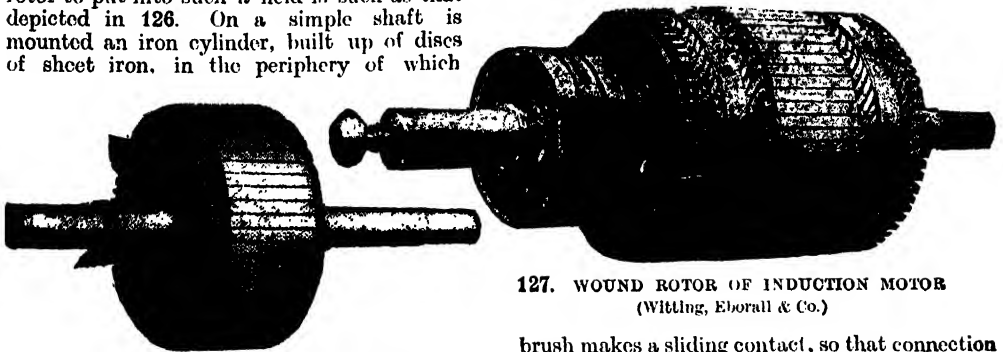 rotor to put into such a field is such as that
depicted in 126. On a simple shaft is
mounted an iron cylinder, built up of discs
of sheet iron, in the periphery of which
127. WOUND ROTOR OF INDUCTION MOTOR
(Witting, Eborall & Co.)
brush makes a sliding contact, so that connection